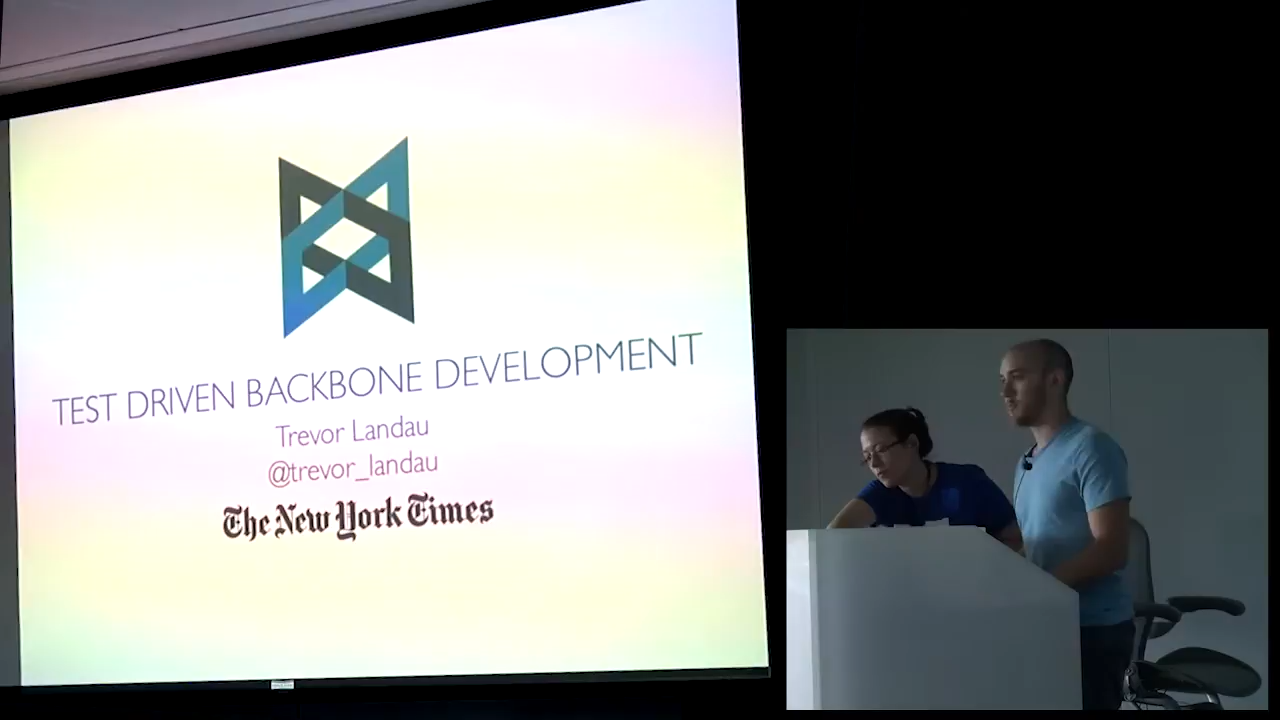 TEST DRIVEN BACKBONE DEVELOPMENT
Trevor Landau
@trevor_landau
The New York Times